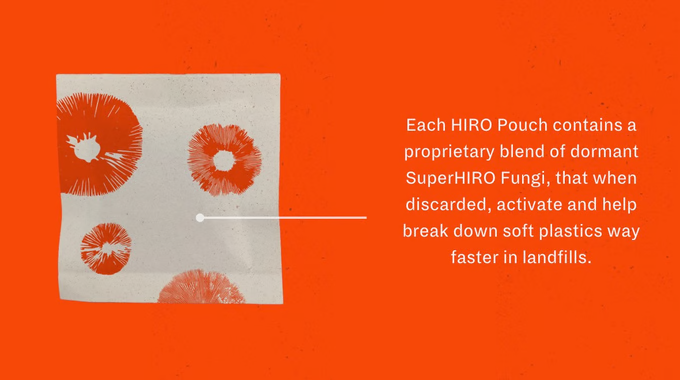 Each HIRO Pouch contains a
proprietary blend of dormant
SuperHIRO Fungi, that when
discarded, activate and help
break down soft plastics way
faster in landfills.